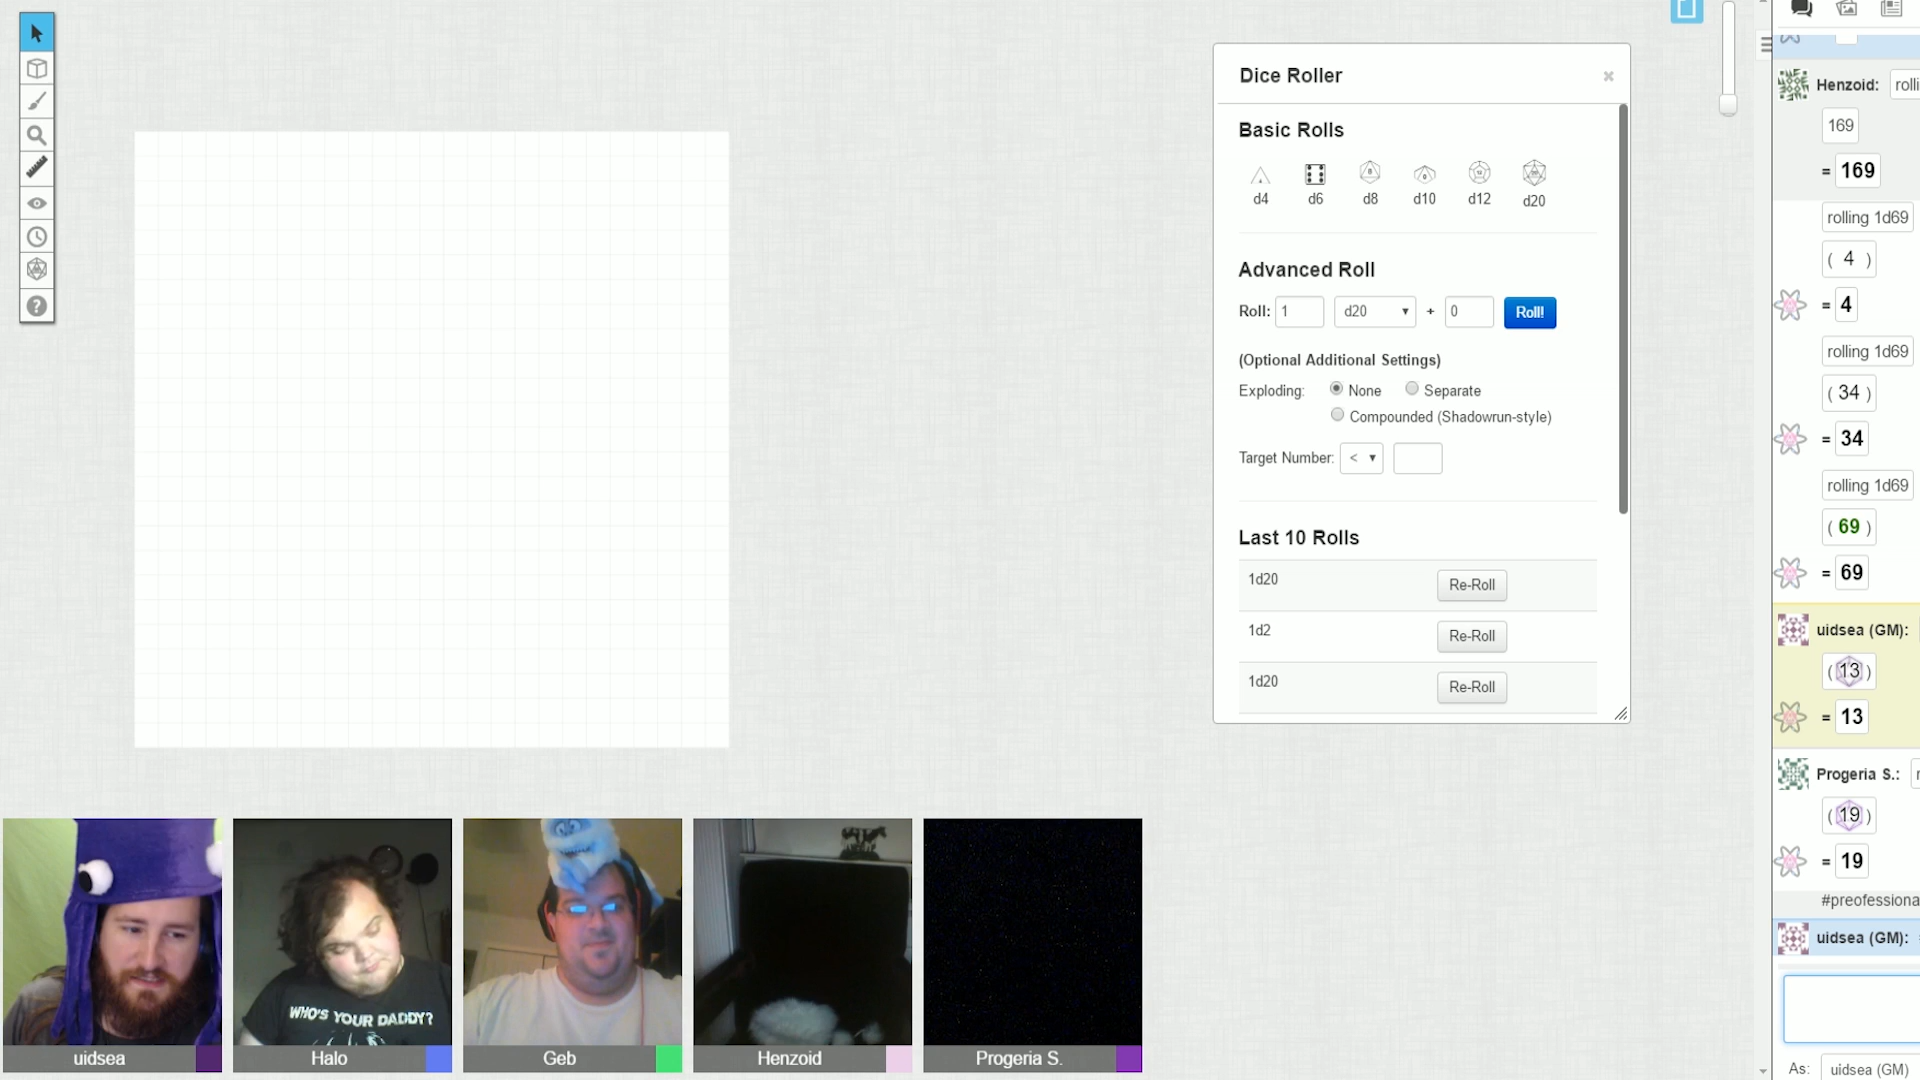 Dice Roller
×
Basic Rolls
d4
d6
d8
d10
d12
d20
Advanced Roll
Roll:
1
d20
+
0
Roll!
(Optional Additional Settings)
Exploding:
None
Separate
Compounded (Shadowrun-style)
Target Number:
<
Last 10 Rolls
1d20
Re-Roll
1d2
Re-Roll
1d20
Re-Roll
Henzoid:
rolli
169
= 169
rolling 1d69
( 4 )
= 4
rolling 1d69
( 34 )
= 34
rolling 1d69
( 69 )
= 69
uidsea (GM):
( 13 )
= 13
Progeria S.:
( 19 )
= 19
#preofessiona
uidsea (GM):
As:
uidsea (GM)
WHO'S YOUR DADDY?
uidsea
Halo
Geb
Henzoid
Progeria S.
?